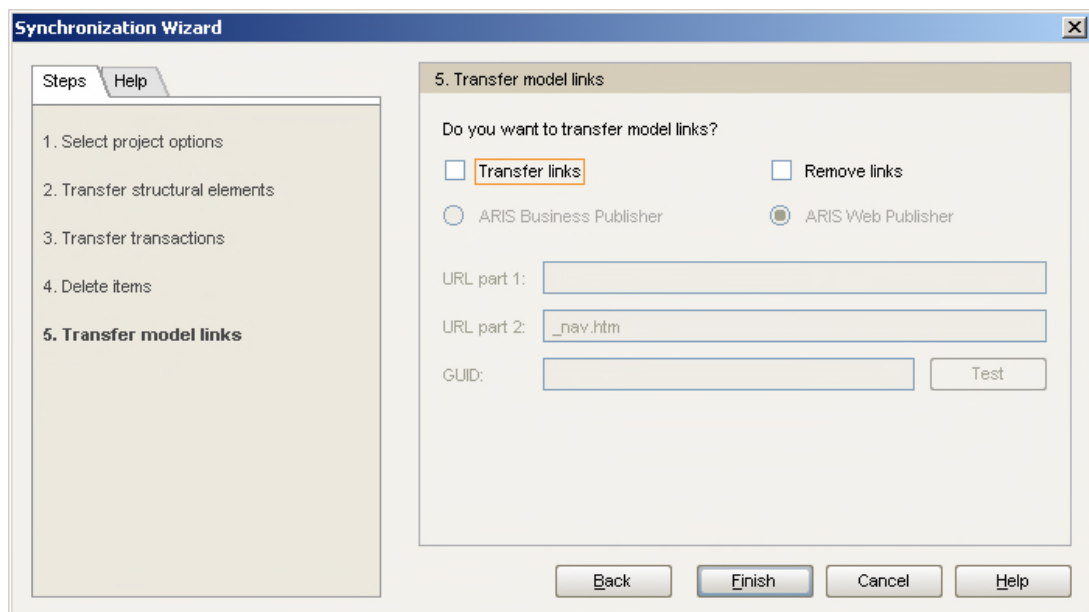 Synchronization Wizard
Steps Help
1. Select project options
2. Transfer structural elements
3. Transfer transactions
4. Delete items
5. Transfer model links
5. Transfer model links
Do you want to transfer model links?
Transfer links Remove links
ARIS Business Publisher ARIS Web Publisher
URL part 1:
URL part 2: _nav.htm
GUID: Test
Back Finish Cancel Help